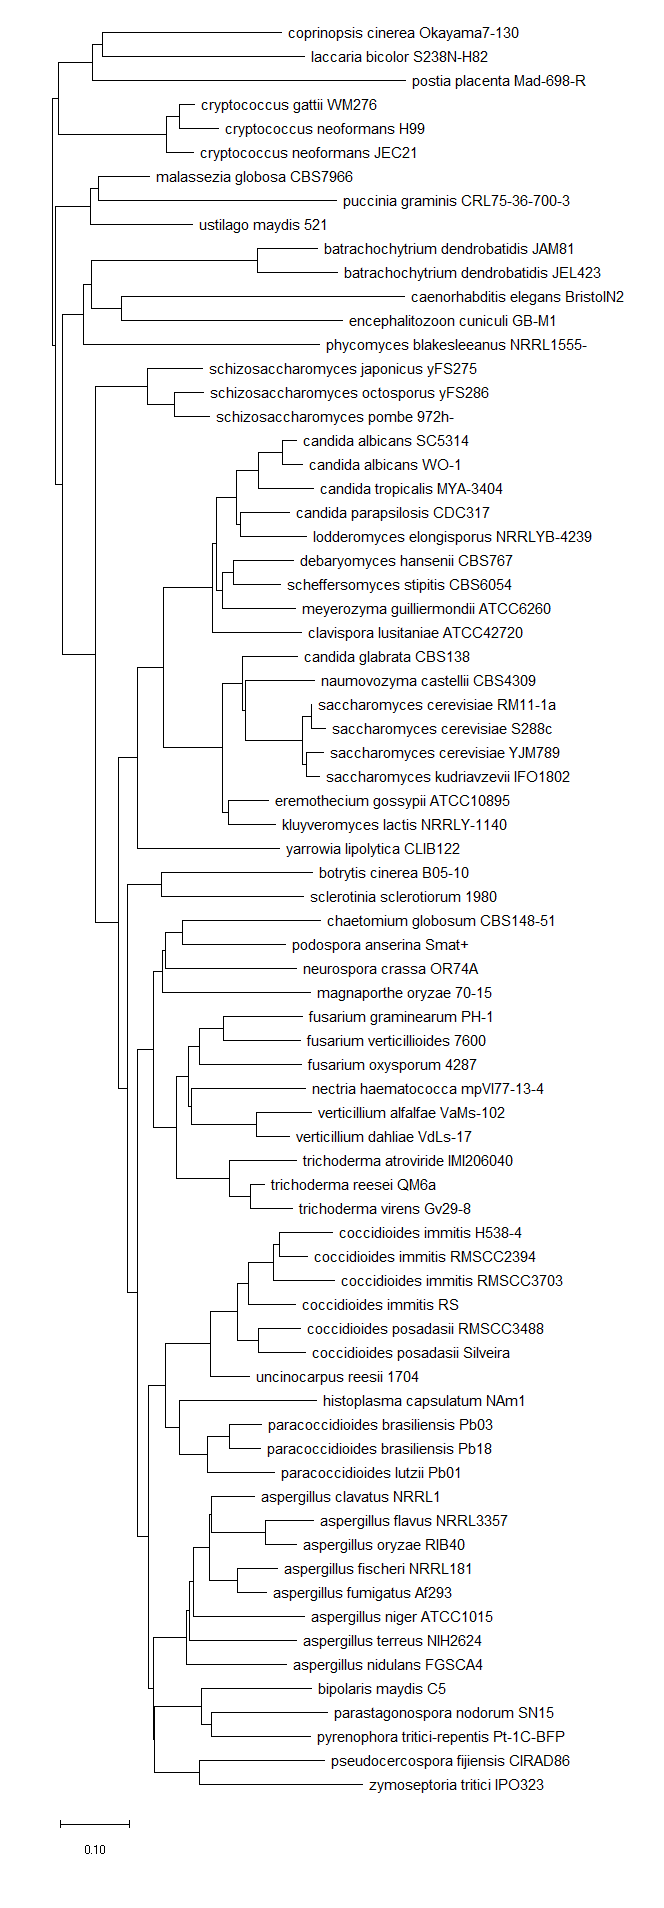 coprinopsis cinerea Okayama7-130
laccaria bicolor S238N-H82
postia placenta Mad-698-R
cryptococcus gattii WM276
cryptococcus neoformans H99
cryptococcus neoformans JEC21
malassezia globosa CBS7966
puccinia graminis CRL75-36-700-3
ustilago maydis 521
batrachochytrium dendrobatidis JAM81
batrachochytrium dendrobatidis JEL423
caenorhabditis elegans BristolN2
encephalitozoon cuniculi GB-M1
phycomyces blakesleeanus NRRL1555-
schizosaccharomyces japonicus yFS275
schizosaccharomyces octosporus yFS286
schizosaccharomyces pombe 972h-
candida albicans SC5314
candida albicans WO-1
candida tropicalis MYA-3404
candida parapsilosis CDC317
lodderomyces elongisporus NRRLYB-4239
debaryomyces hansenii CBS767
scheffersomyces stipitis CBS6054
meyerozyma guilliermondii ATCC6260
clavispora lusitaniae ATCC42720
candida glabrata CBS138
naumovozyma castellii CBS4309
saccharomyces cerevisiae RM11-1a
saccharomyces cerevisiae S288c
saccharomyces cerevisiae YJM789
saccharomyces kudriavzevii IFO1802
eremothecium gossypii ATCC10895
kluyveromyces lactis NRRLY-1140
yarrowia lipolytica CLIB122
botrytis cinerea B05-10
sclerotinia sclerotiorum 1980
chaetomium globosum CBS148-51
podospora anserina Smat+
neurospora crassa OR74A
magnaporthe oryzae 70-15
fusarium graminearum PH-1
fusarium verticillioides 7600
fusarium oxysporum 4287
nectria haematococca mpVI77-13-4
verticillium alfalfae VaMs-102
verticillium dahliae VdLs-17
trichoderma atroviride IMI206040
trichoderma reesei QM6a
trichoderma virens Gv29-8
coccidioides immitis H538-4
coccidioides immitis RMSCC2394
coccidioides immitis RMSCC3703
coccidioides immitis RS
coccidioides posadasii RMSCC3488
coccidioides posadasii Silveira
uncinocarpus reesii 1704
histoplasma capsulatum NAm1
paracoccidioides brasiliensis Pb03
paracoccidioides brasiliensis Pb18
paracoccidioides lutzii Pb01
aspergillus clavatus NRRL1
aspergillus flavus NRRL3357
aspergillus oryzae RIB40
aspergillus fischeri NRRL181
aspergillus fumigatus Af293
aspergillus niger ATCC1015
aspergillus terreus NIH2624
aspergillus nidulans FGSCA4
bipolaris maydis C5
parastagonospora nodorum SN15
pyrenophora tritici-repentis Pt-1C-BFP
pseudocercospora fijiensis CIRAD86
zymoseptoria tritici IPO323
0.10